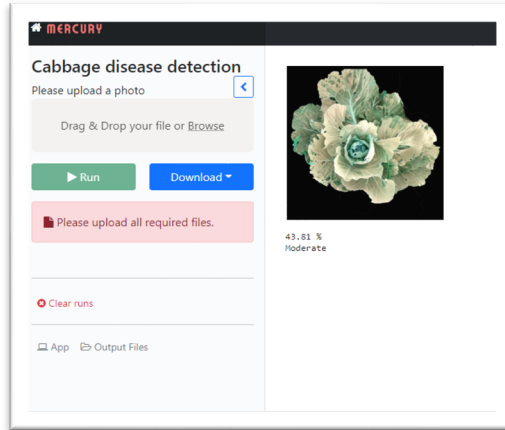 MERCURY
Cabbage disease detection
Please upload a photo
Drag & Drop your file or Browse
Run
Download
Please upload all required files.
43.81 %
Moderate
Clear runs
App Output Files